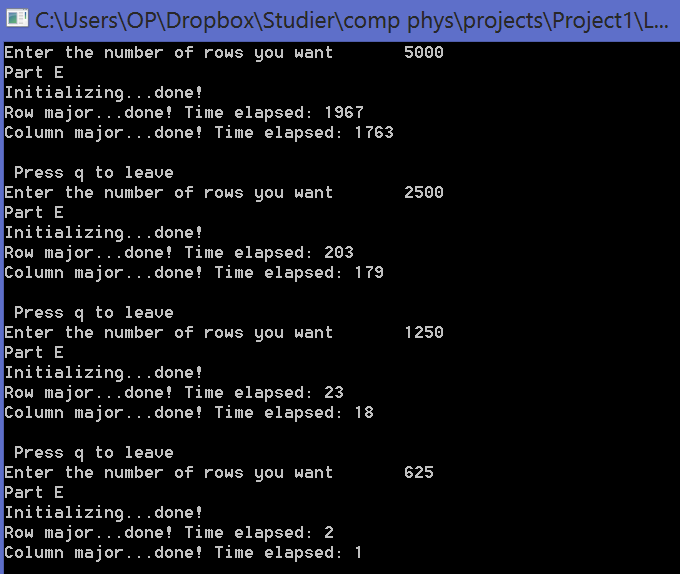 C:\Users\OP\Dropbox\Studier\comp phys\projects\Project1\L...
Enter the number of rows you want 5000
Part E
Initializing...done!
Row major...done! Time elapsed: 1967
Column major...done! Time elapsed: 1763
Press q to leave
Enter the number of rows you want 2500
Part E
Initializing...done!
Row major...done! Time elapsed: 203
Column major...done! Time elapsed: 179
Press q to leave
Enter the number of rows you want 1250
Part E
Initializing...done!
Row major...done! Time elapsed: 23
Column major...done! Time elapsed: 18
Press q to leave
Enter the number of rows you want 625
Part E
Initializing...done!
Row major...done! Time elapsed: 2
Column major...done! Time elapsed: 1